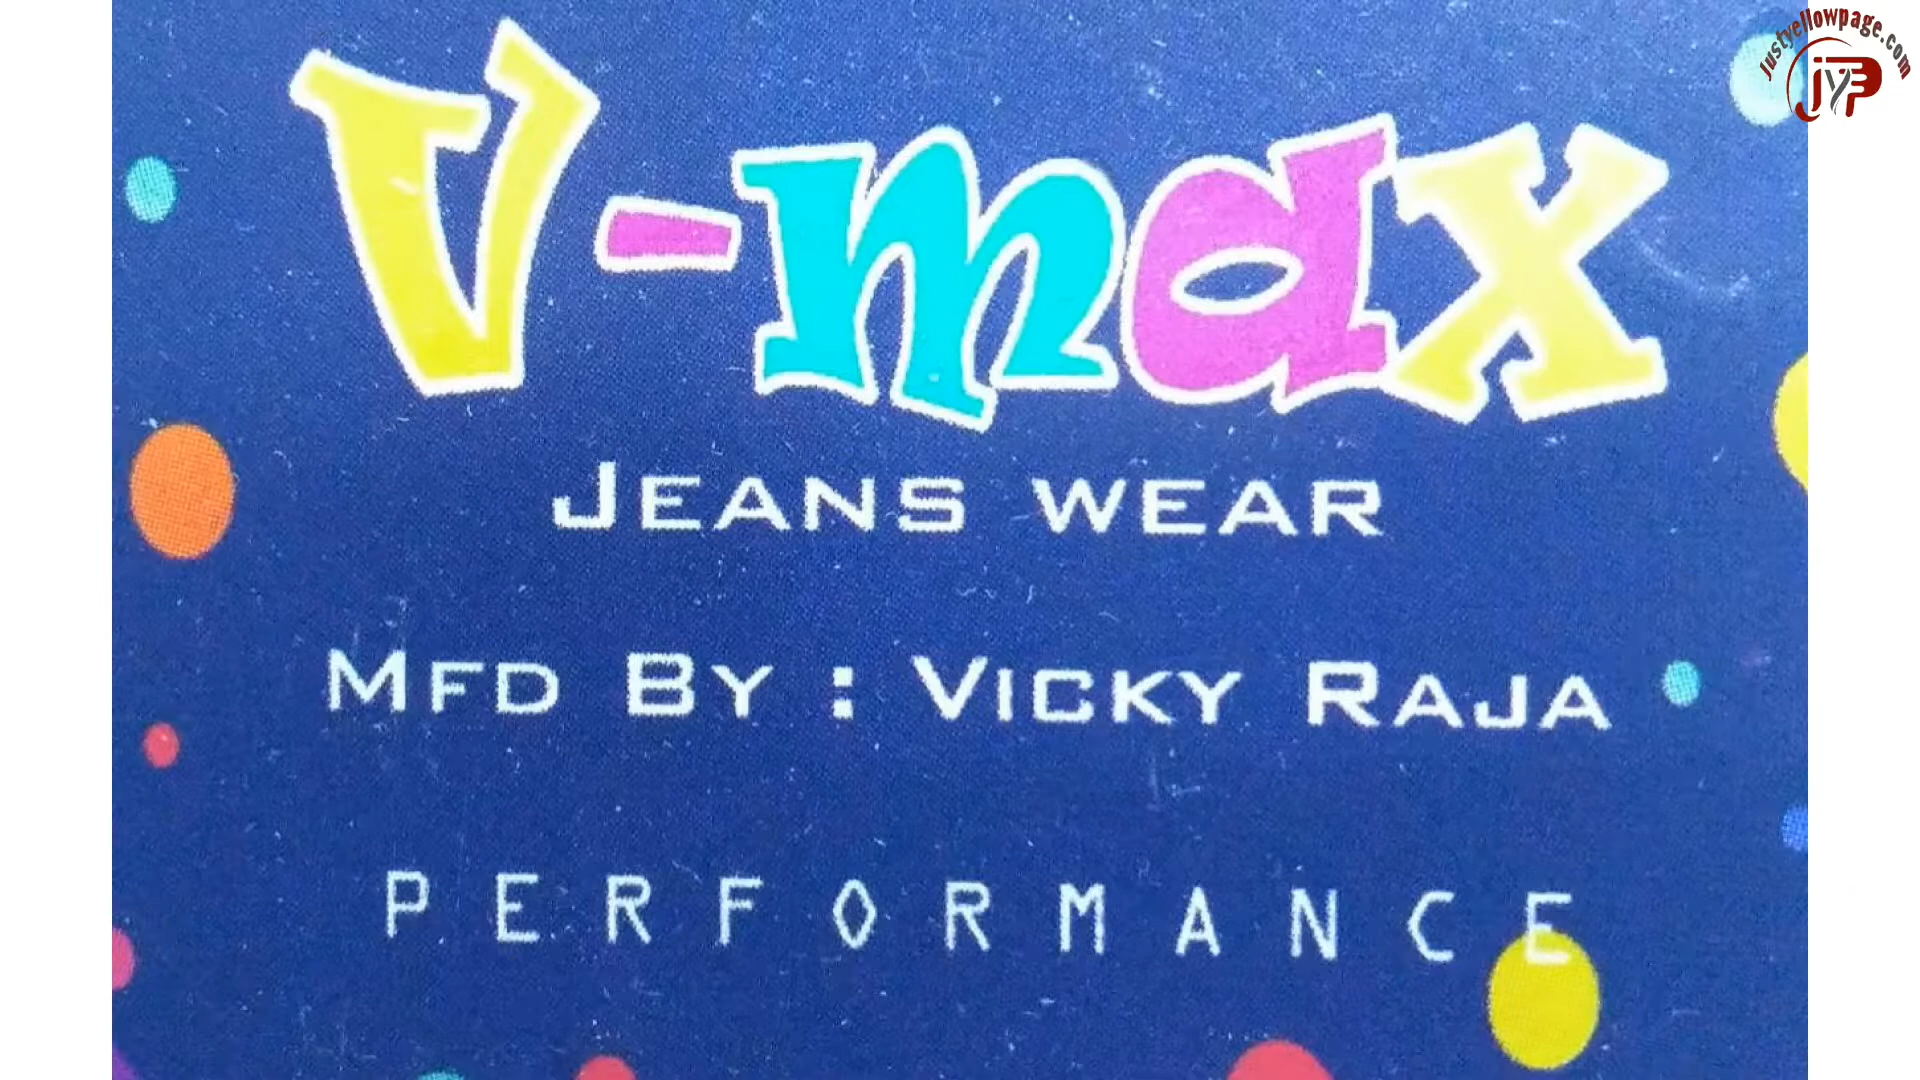 justyellowpage.com
JYP
V-max
JEANS WEAR
MFD BY : VICKY RAJA
PERFORMANCE